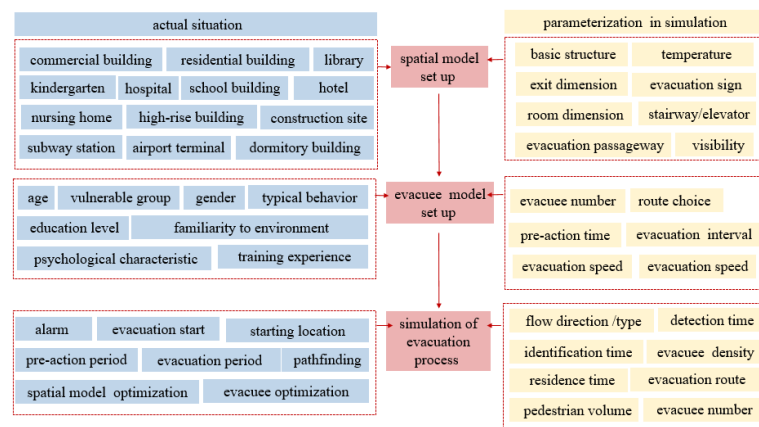 actual situation
parameterization in simulation
commercial building residential building library
kindergarten hospital school building hotel
nursing home high-rise building construction site
subway station airport terminal dormitory building
spatial model
set up
basic structure temperature
exit dimension evacuation sign
room dimension stairway/elevator
evacuation passageway visibility
age vulnerable group gender typical behavior
education level familiarity to environment
psychological characteristic training experience
evacuee model
set up
evacuee number route choice
pre-action time evacuation interval
evacuation speed evacuation speed
alarm evacuation start starting location
pre-action period evacuation period pathfinding
spatial model optimization evacuee optimization
simulation of
evacuation
process
flow direction /type detection time
identification time evacuee density
residence time evacuation route
pedestrian volume evacuee number